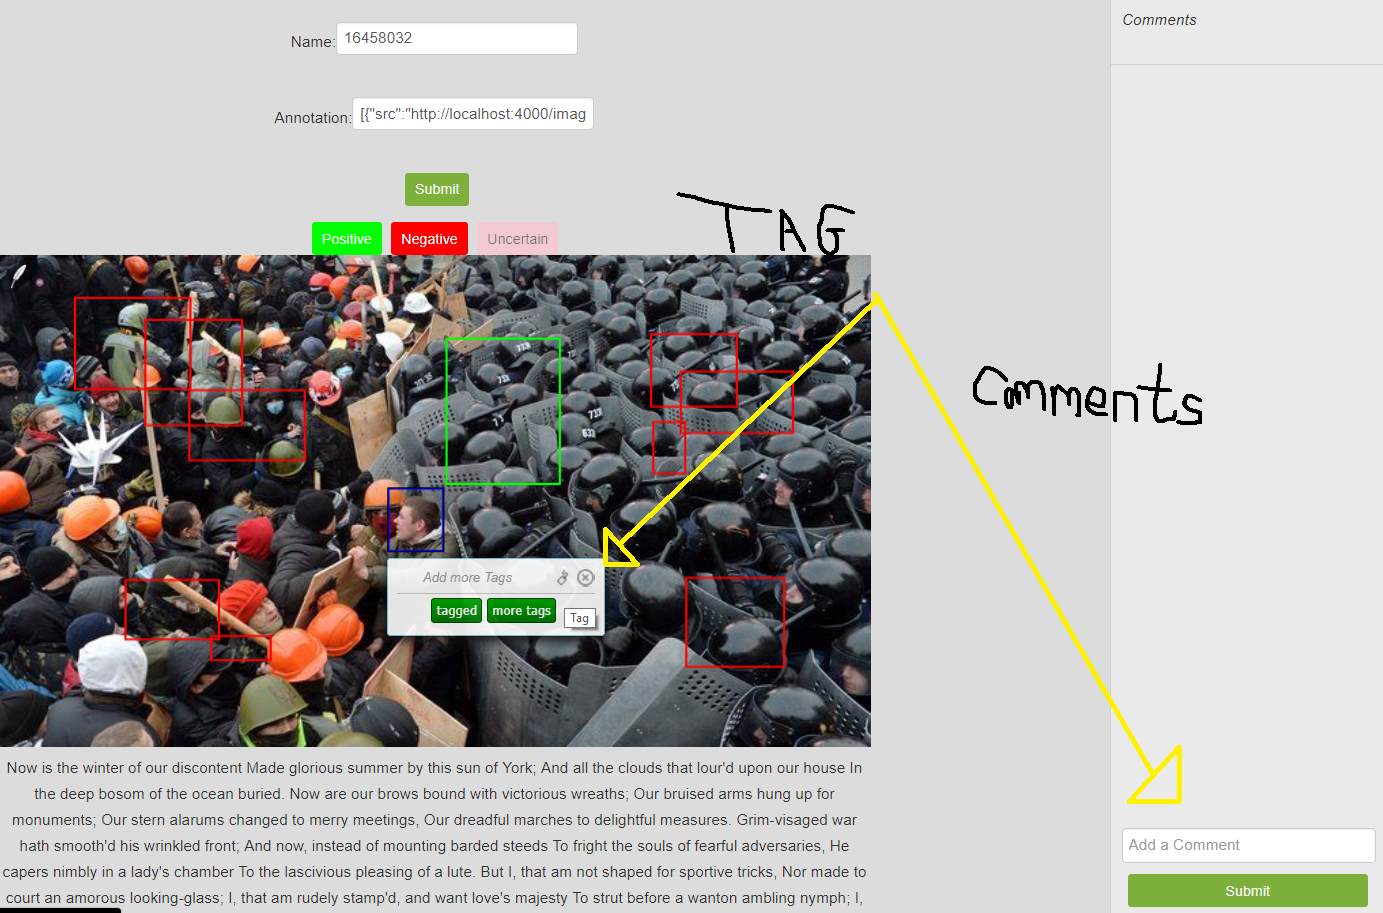 Comments
Name: 16458032
Annotation: [{"src":"http://localhost:4000/imag
Submit
TAG
Positive Negative Uncertain
Comments
Add more Tags
tagged more tags Tag
Now is the winter of our discontent Made glorious summer by this sun of York; And all the clouds that lour'd upon our house In
the deep bosom of the ocean buried. Now are our brows bound with victorious wreaths; Our bruised arms hung up for
monuments; Our stern alarums changed to merry meetings, Our dreadful marches to delightful measures. Grim-visaged war
hath smooth'd his wrinkled front; And now, instead of mounting barded steeds To fright the souls of fearful adversaries, He
capers nimbly in a lady's chamber To the lascivious pleasing of a lute. But I, that am not shaped for sportive tricks, Nor made to
court an amorous looking-glass; I, that am rudely stamp'd, and want love's majesty To strut before a wanton ambling nymph; I,
Add a Comment
Submit